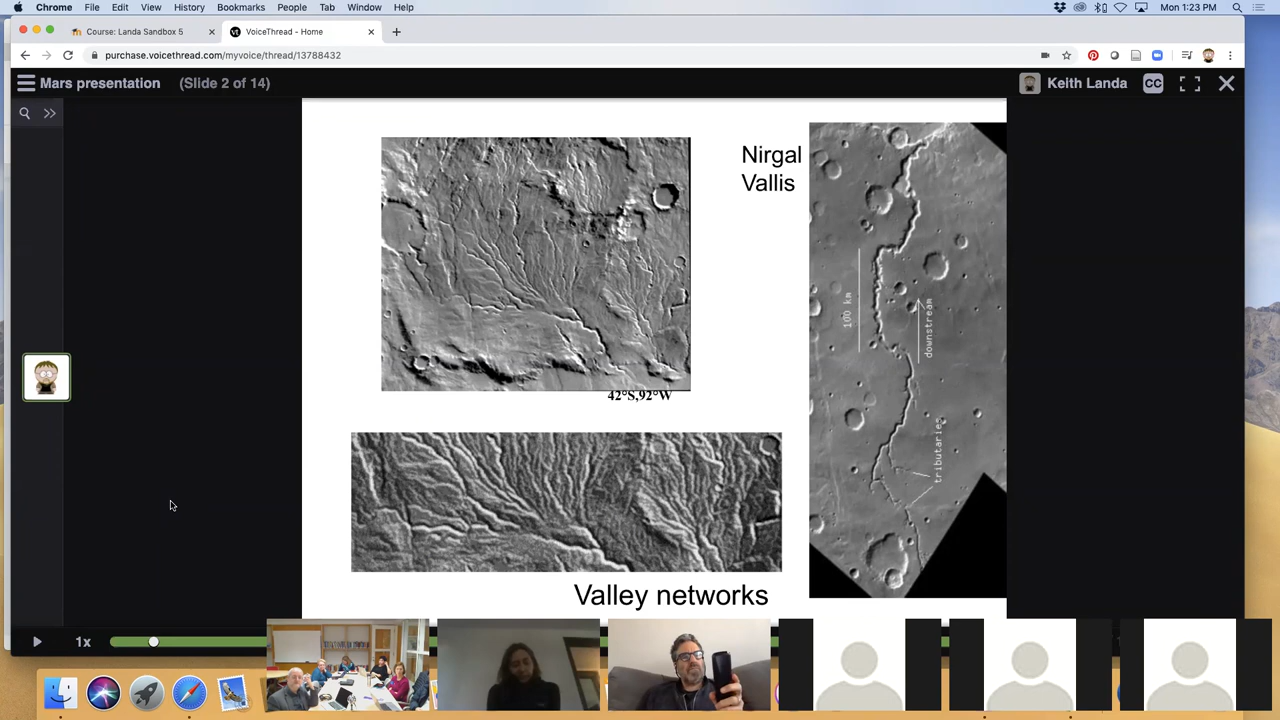 Chrome File Edit View History Bookmarks People Tab Window Help Mon 1:23 PM
Course: Landa Sandbox 5
VoiceThread - Home
purchase.voicethread.com/myvoice/thread/13788432
Mars presentation (Slide 2 of 14)
Keith Landa
CC
Nirgal
Vallis
100 km
downstream
tributaries
42°S,92°W
Valley networks
1x